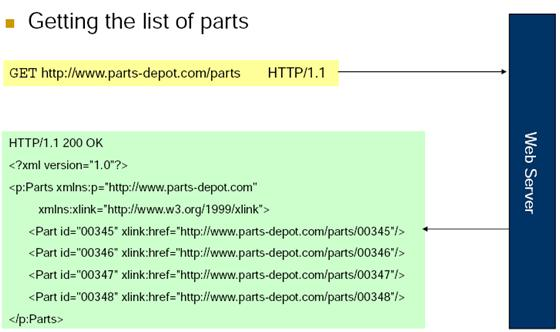 Getting the list of parts
GET http://www.parts-depot.com/parts HTTP/1.1
HTTP/1.1 200 OK
<?xml version="1.0"?>
<p:Parts xmlns:p="http://www.parts-depot.com"
xmlns:xlink="http://www.w3.org/1999/xlink">
<Part id="00345" xlink:href="http://www.parts-depot.com/parts/00345"/>
<Part id="00346" xlink:href="http://www.parts-depot.com/parts/00346"/>
<Part id="00347" xlink:href="http://www.parts-depot.com/parts/00347"/>
<Part id="00348" xlink:href="http://www.parts-depot.com/parts/00348"/>
</p:Parts>
Web Server